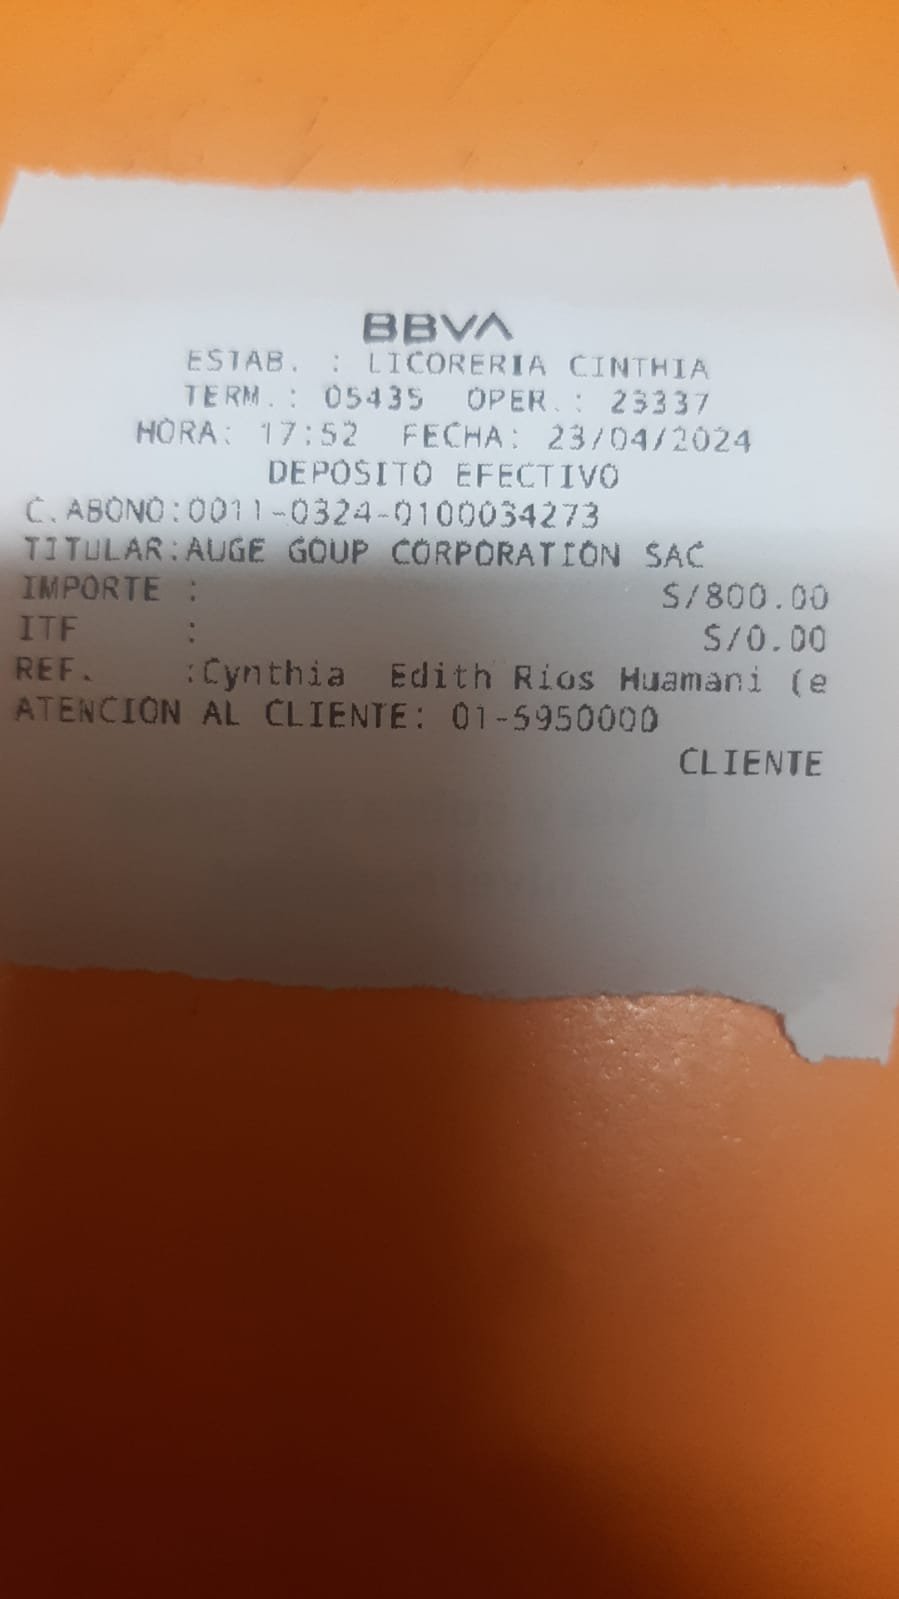 BBVA
ESTAB. : LICORERIA CINTHIA
TERM.: 05435 OPER.: 23337
HORA: 17:52 FECHA: 23/04/2024
DEPOSITO EFECTIVO
C.ABONO:0011-0324-0100034273
TITULAR:AUGE GOUP CORPORATION SAC
IMPORTE : S/800.00
ITF : S/0.00
REF. :Cynthia Edith Rios Huamani (e
ATENCION AL CLIENTE: 01-5950000
CLIENTE